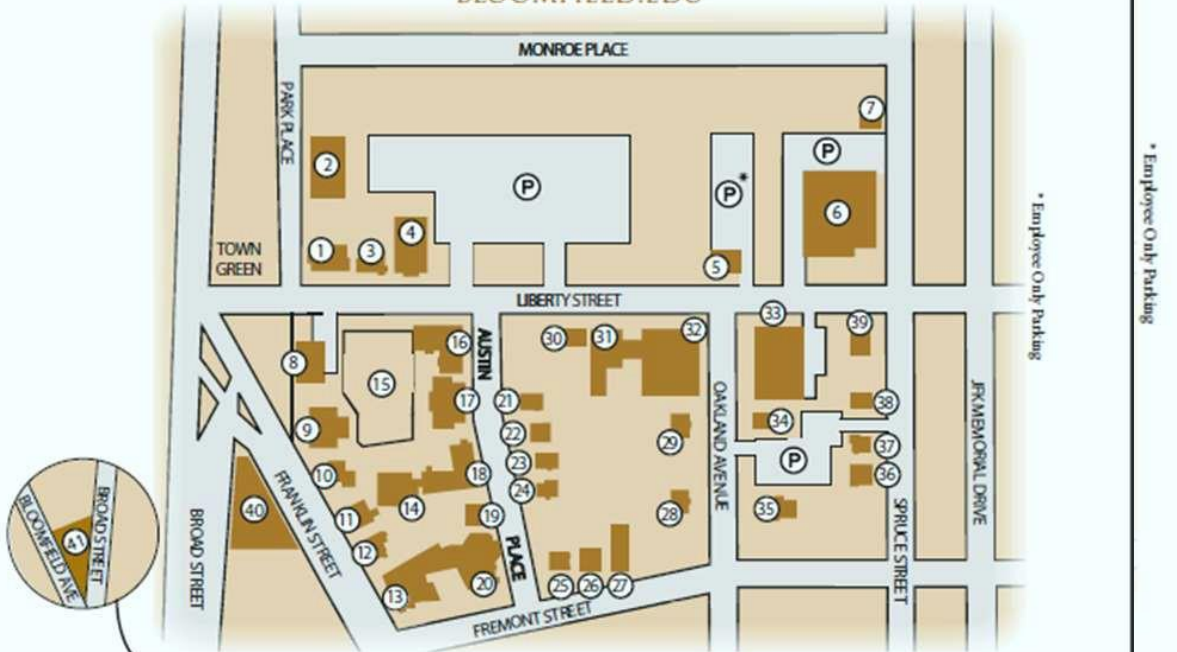 MONROE PLACE
PARK PLACE
7
2
P
P
*
P
6
4
1
3
5
TOWN
GREEN
LIBERTY STREET
* Employee Only Parking
* Employee Only Parking
8
15
16
AUSTIN
30
31
32
33
39
9
17
21
22
29
OAKLAND AVENUE
34
38
37
P
36
JFK MEMORIAL DRIVE
10
14
18
23
24
11
19
28
35
12
PLACE
13
20
25
26
27
FREMONT STREET
SPRUCE STREET
FRANKLIN STREET
40
BROAD STREET
BLOOMFIELD AVE.
41
BROAD STREET